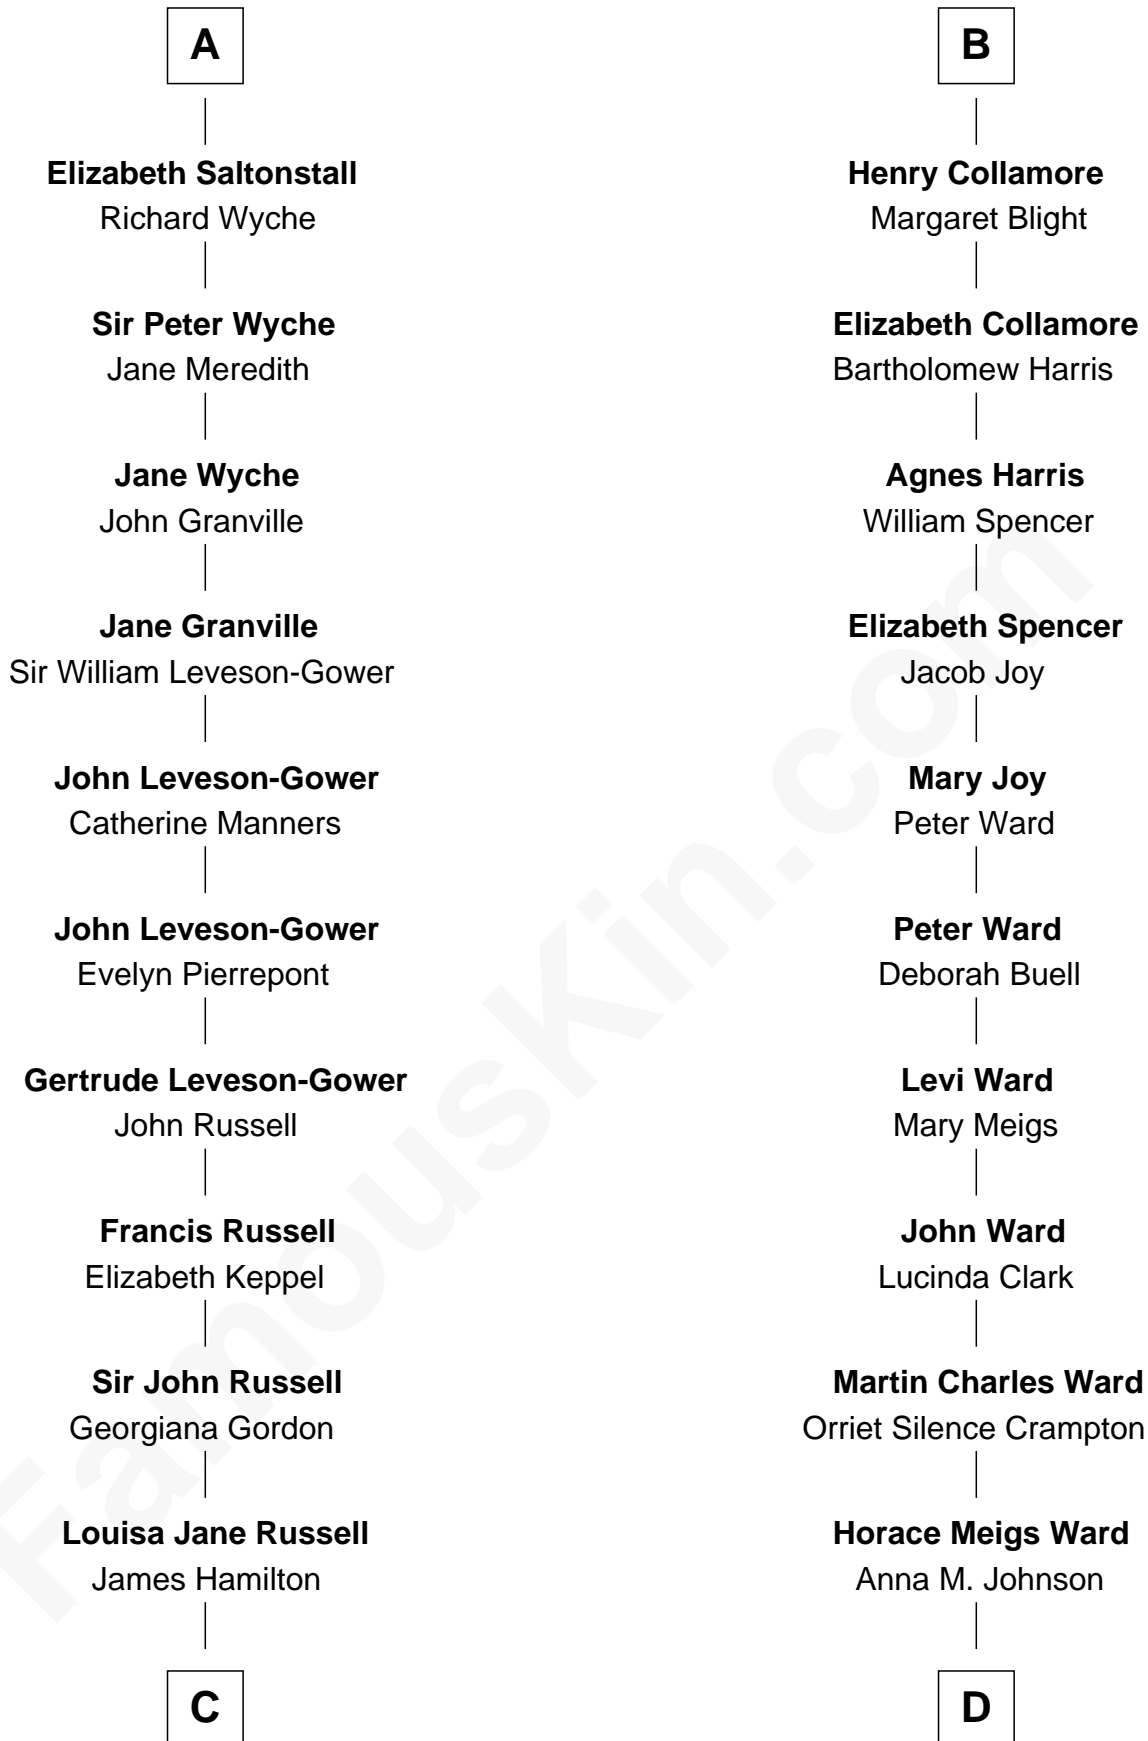 A
Elizabeth Saltonstall
Richard Wyche
Sir Peter Wyche
Jane Meredith
Jane Wyche
John Granville
Jane Granville
Sir William Leveson-Gower
John Leveson-Gower
Catherine Manners
John Leveson-Gower
Evelyn Pierrepont
Gertrude Leveson-Gower
John Russell
Francis Russell
Elizabeth Keppel
Sir John Russell
Georgiana Gordon
Louisa Jane Russell
James Hamilton
C
B
Henry Collamore
Margaret Blight
Elizabeth Collamore
Bartholomew Harris
Agnes Harris
William Spencer
Elizabeth Spencer
Jacob Joy
Mary Joy
Peter Ward
Peter Ward
Deborah Buell
Levi Ward
Mary Meigs
John Ward
Lucinda Clark
Martin Charles Ward
Orriet Silence Crampton
Horace Meigs Ward
Anna M. Johnson
D
FamousKin.com